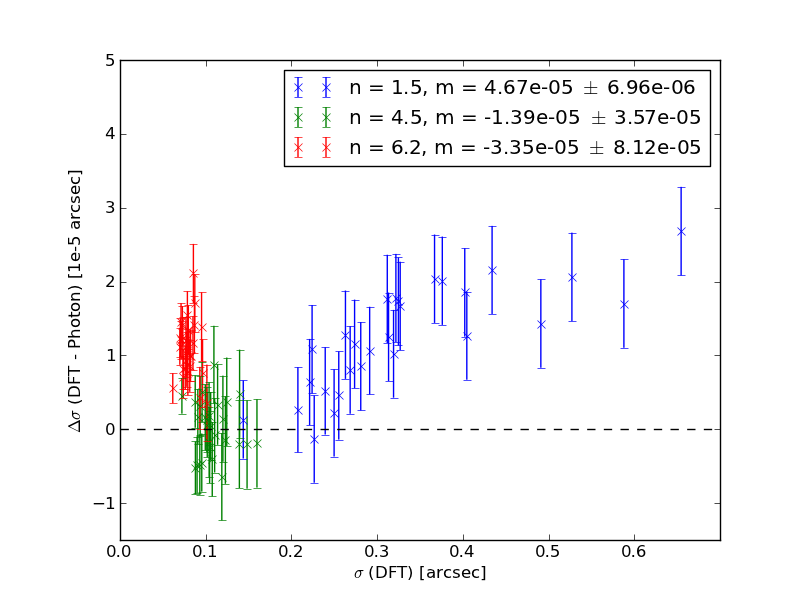 n = 1.5, m = 4.67e-05 ± 6.96e-06
n = 4.5, m = -1.39e-05 ± 3.57e-05
n = 6.2, m = -3.35e-05 ± 8.12e-05
Δσ (DFT - Photon) [1e-5 arcsec]
5
4
3
2
1
0
−1
0.0 0.1 0.2 0.3 0.4 0.5 0.6
σ (DFT) [arcsec]